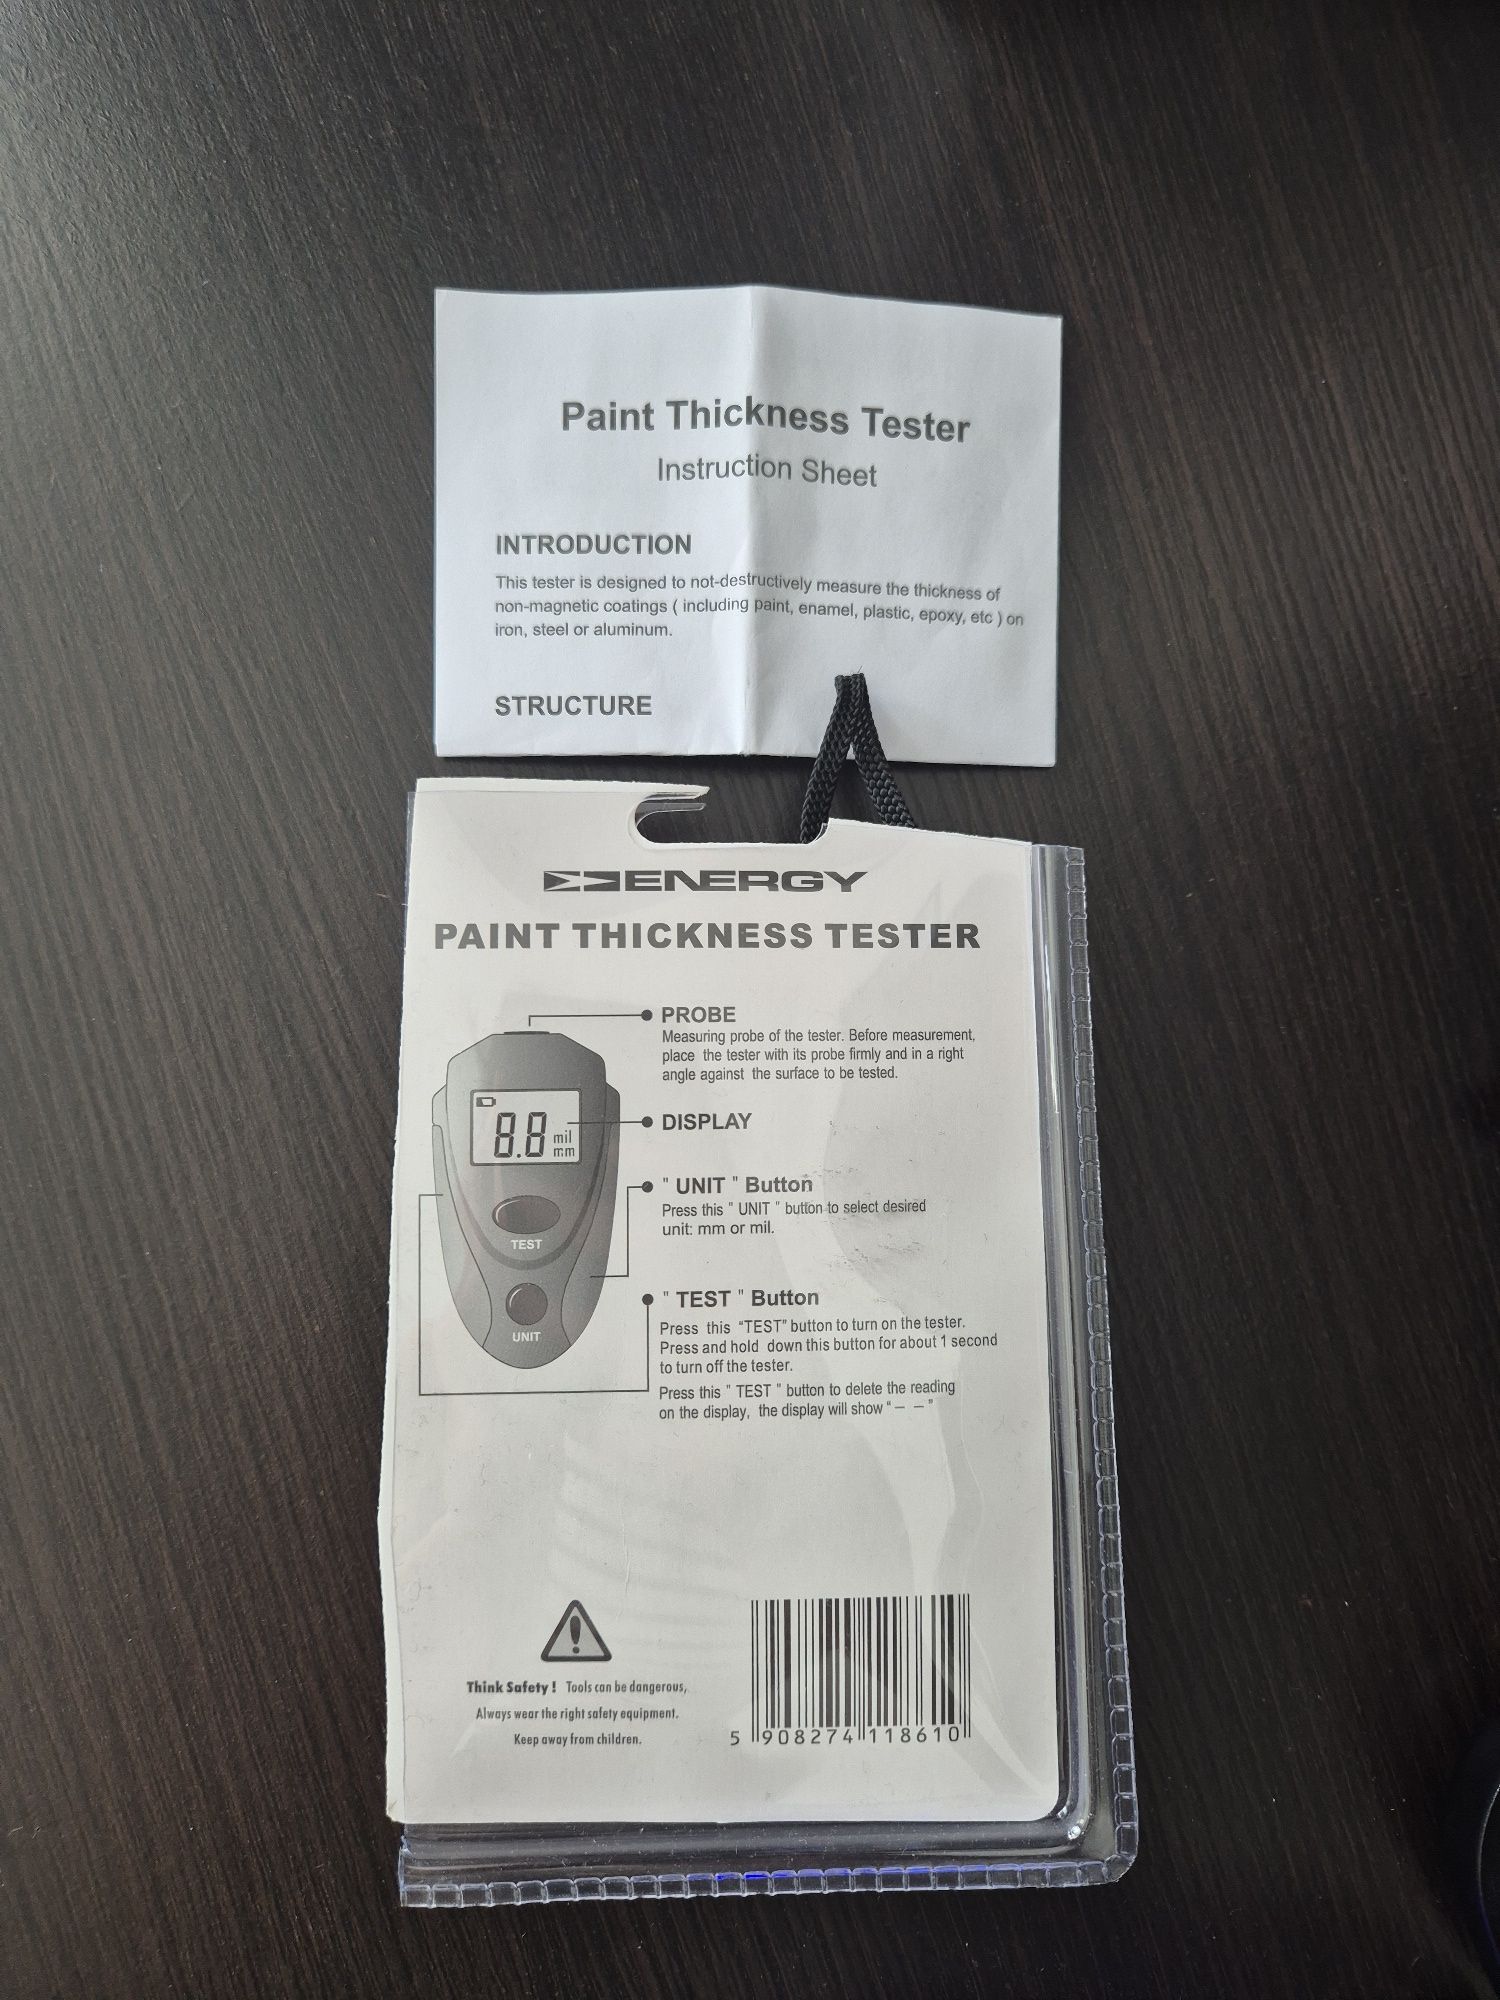 Paint Thickness Tester
Instruction Sheet
INTRODUCTION
This tester is designed to not-destructively measure the thickness of
non-magnetic coatings ( including paint, enamel, plastic, epoxy, etc ) on
iron, steel or aluminum.
STRUCTURE
ENERGY
PAINT THICKNESS TESTER
PROBE
Measuring probe of the tester. Before measurement,
place the tester with its probe firmly and in a right
angle against the surface to be tested.
8.8 mil
mm
DISPLAY
" UNIT " Button
Press this " UNIT " button to select desired
unit: mm or mil.
TEST
UNIT
" TEST " Button
Press this “TEST” button to turn on the tester.
Press and hold down this button for about 1 second
to turn off the tester.
Press this " TEST " button to delete the reading
on the display, the display will show “ – – ”
Think Safety ! Tools can be dangerous,
Always wear the right safety equipment.
Keep away from children.
5 908274 118610